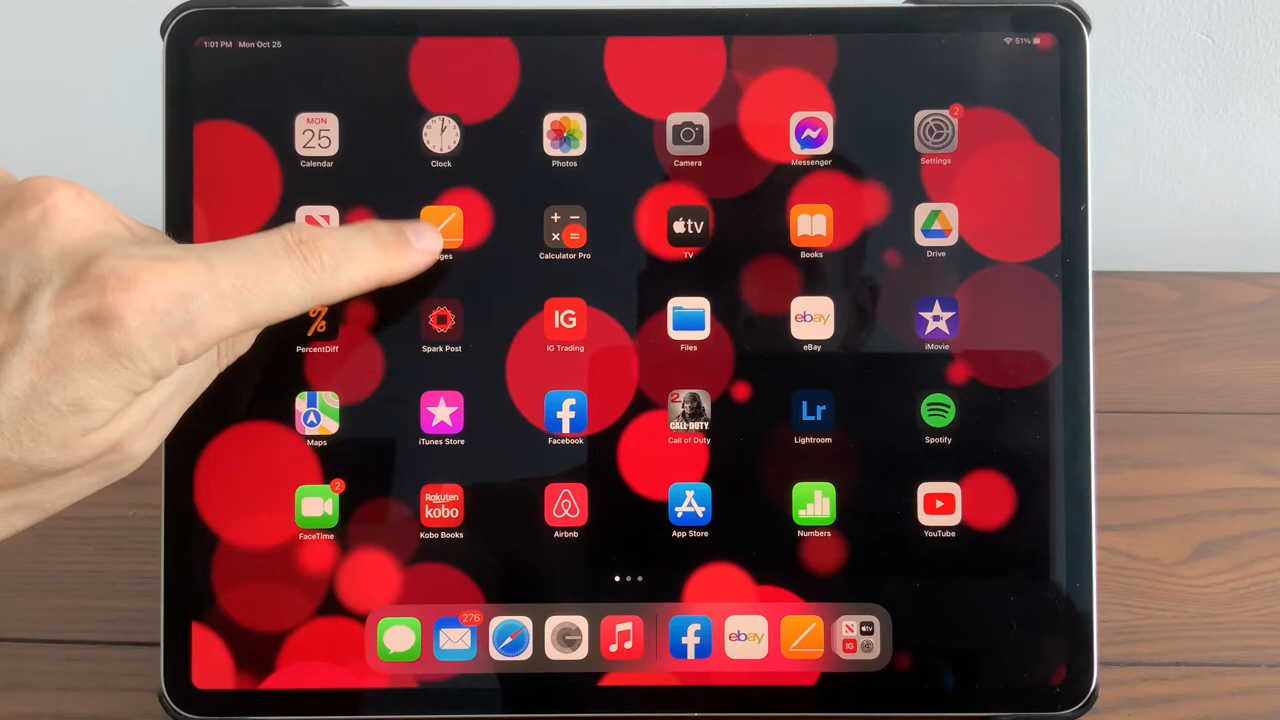 1:01 PM Mon Oct 25
51%
MON
25
2
Calendar
Clock
Photos
Camera
Messenger
Settings
tv
Calculator Pro
TV
Books
Drive
%
IG
ebay
PercentDiff
Spark Post
IG Trading
Files
eBay
iMovie
2
CALL OF DUTY
Lr
Maps
iTunes Store
Facebook
Call of Duty
Lightroom
Spotify
2
Rakuten
kobo
FaceTime
Kobo Books
Airbnb
App Store
Numbers
YouTube
276
ebay
tv
IG